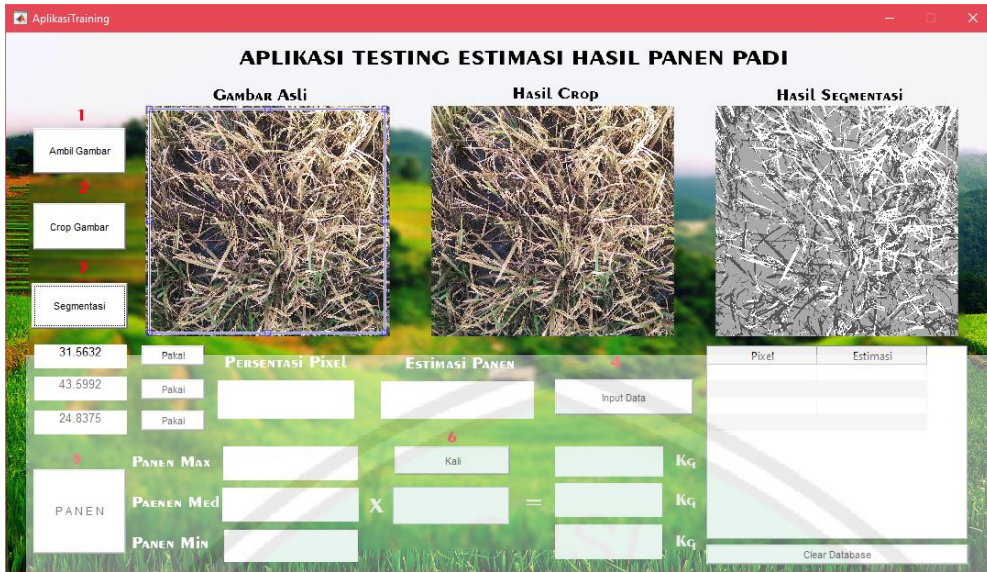 AplikasiTraining
APLIKASI TESTING ESTIMASI HASIL PANEN PADI
Gambar Asli
Hasil Crop
Hasil Segmentasi
1
Ambil Gambar
2
Crop Gambar
3
Segmentasi
31.5632
Pakai
43.5992
Pakai
24.8375
Pakai
Persentasi Pixel
Estimasi Panen
4
Input Data
Pixel Estimasi
5
PANEN
Panen Max
Paenen Med
Panen Min
6
Kali
X
=
Kg
Kg
Kg
Clear Database